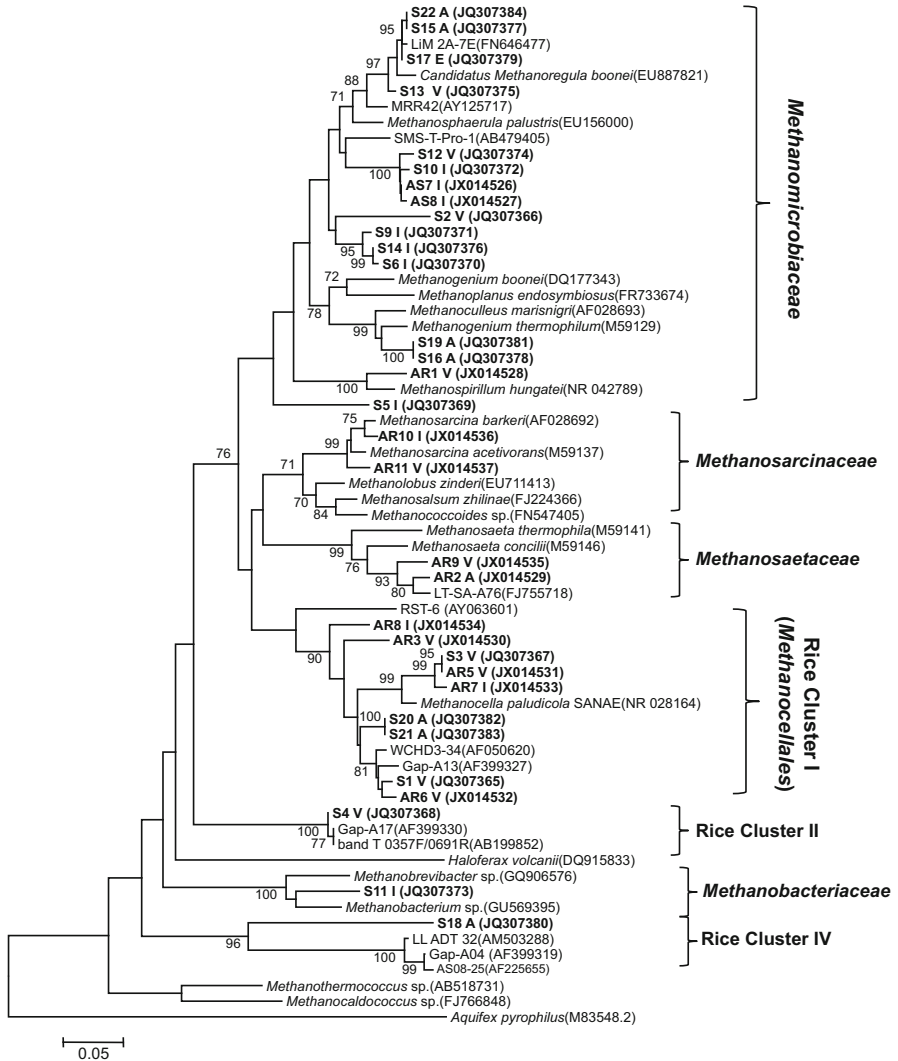 S22 A (JQ307384)
95
S15 A (JQ307377)
LiM 2A-7E(FN646477)
S17 E (JQ307379)
97
Candidatus Methanoregula boonei(EU887821)
88
S13 V (JQ307375)
71
MRR42(AY125717)
Methanosphaerula palustris(EU156000)
SMS-T-Pro-1(AB479405)
S12 V (JQ307374)
S10 I (JQ307372)
100
AS7 I (JX014526)
AS8 I (JX014527)
S2 V (JQ307366)
S9 I (JQ307371)
95
S14 I (JQ307376)
99
S6 I (JQ307370)
72
Methanogenium boonei(DQ177343)
Methanoplanus endosymbiosus(FR733674)
78
Methanoculleus marisnigri(AF028693)
99
Methanogenium thermophilum(M59129)
S19 A (JQ307381)
100
S16 A (JQ307378)
AR1 V (JX014528)
100
Methanospirillum hungatei(NR 042789)
S5 I (JQ307369)
Methanomicrobiaceae
75
Methanosarcina barkeri(AF028692)
AR10 I (JX014536)
99
Methanosarcina acetivorans(M59137)
76
71
AR11 V (JX014537)
Methanolobus zinderi(EU711413)
70
Methanosalsum zhilinae(FJ224366)
84
Methanococcoides sp.(FN547405)
Methanosarcinaceae
Methanosaeta thermophila(M59141)
99
Methanosaeta concilii(M59146)
76
AR9 V (JX014535)
93
AR2 A (JX014529)
80
LT-SA-A76(FJ755718)
Methanosaetaceae
RST-6 (AY063601)
AR8 I (JX014534)
AR3 V (JX014530)
90
95
S3 V (JQ307367)
99
AR5 V (JX014531)
99
AR7 I (JX014533)
Methanocella paludicola SANAE(NR 028164)
100
S20 A (JQ307382)
S21 A (JQ307383)
WCHD3-34(AF050620)
81
Gap-A13(AF399327)
S1 V (JQ307365)
AR6 V (JX014532)
Rice Cluster I
(Methanocellales)
S4 V (JQ307368)
100
Gap-A17(AF399330)
77
band T 0357F/0691R(AB199852)
Rice Cluster II
Haloferax volcanii(DQ915833)
Methanobrevibacter sp.(GQ906576)
100
S11 I (JQ307373)
Methanobacterium sp.(GU569395)
Methanobacteriaceae
S18 A (JQ307380)
96
LL ADT 32(AM503288)
100
Gap-A04 (AF399319)
99
AS08-25(AF225655)
Rice Cluster IV
Methanothermococcus sp.(AB518731)
Methanocaldococcus sp.(FJ766848)
Aquifex pyrophilus(M83548.2)
0.05